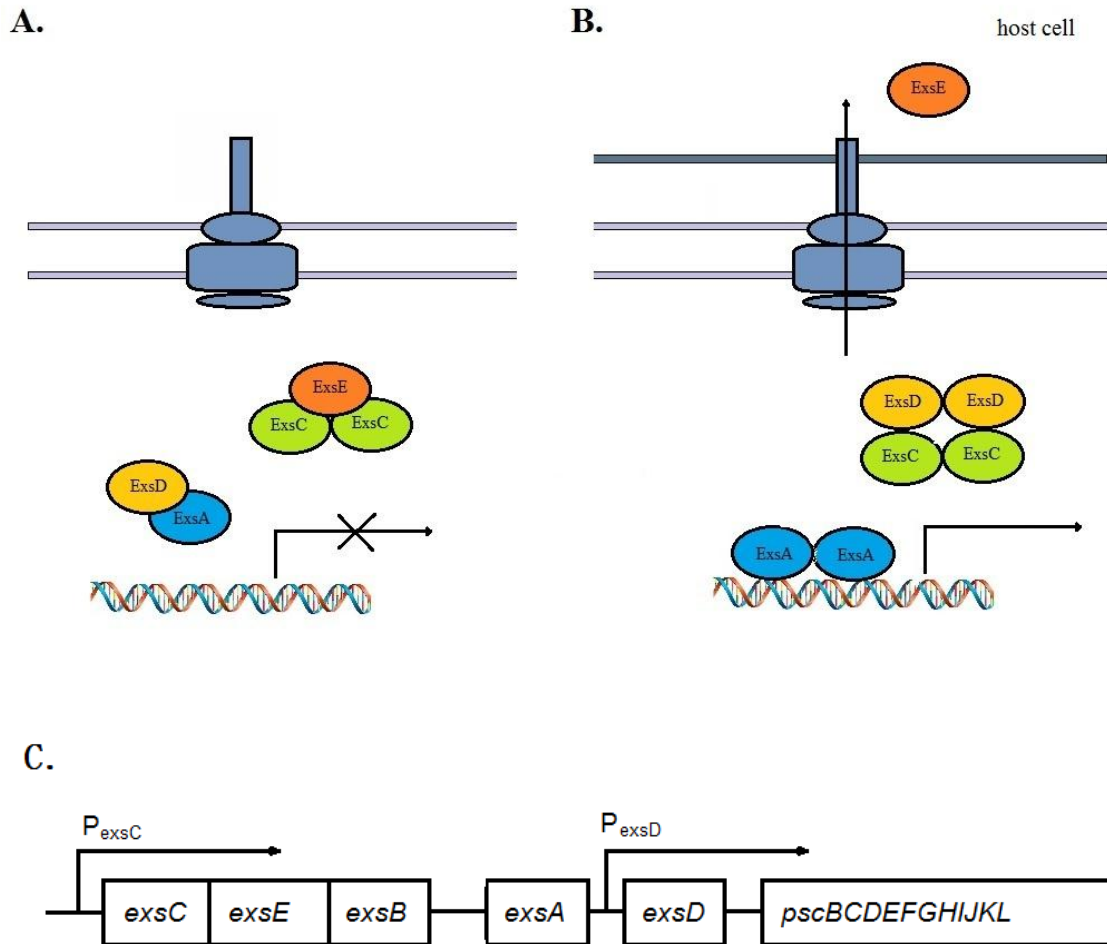 A.
B.
host cell
ExsE
ExsE
ExsC ExsC
ExsD
ExsA
ExsD ExsD
ExsC ExsC
ExsA ExsA
C.
PexsC
PexsD
exsC exsE exsB exsA exsD pscBCDEFGHIJKL